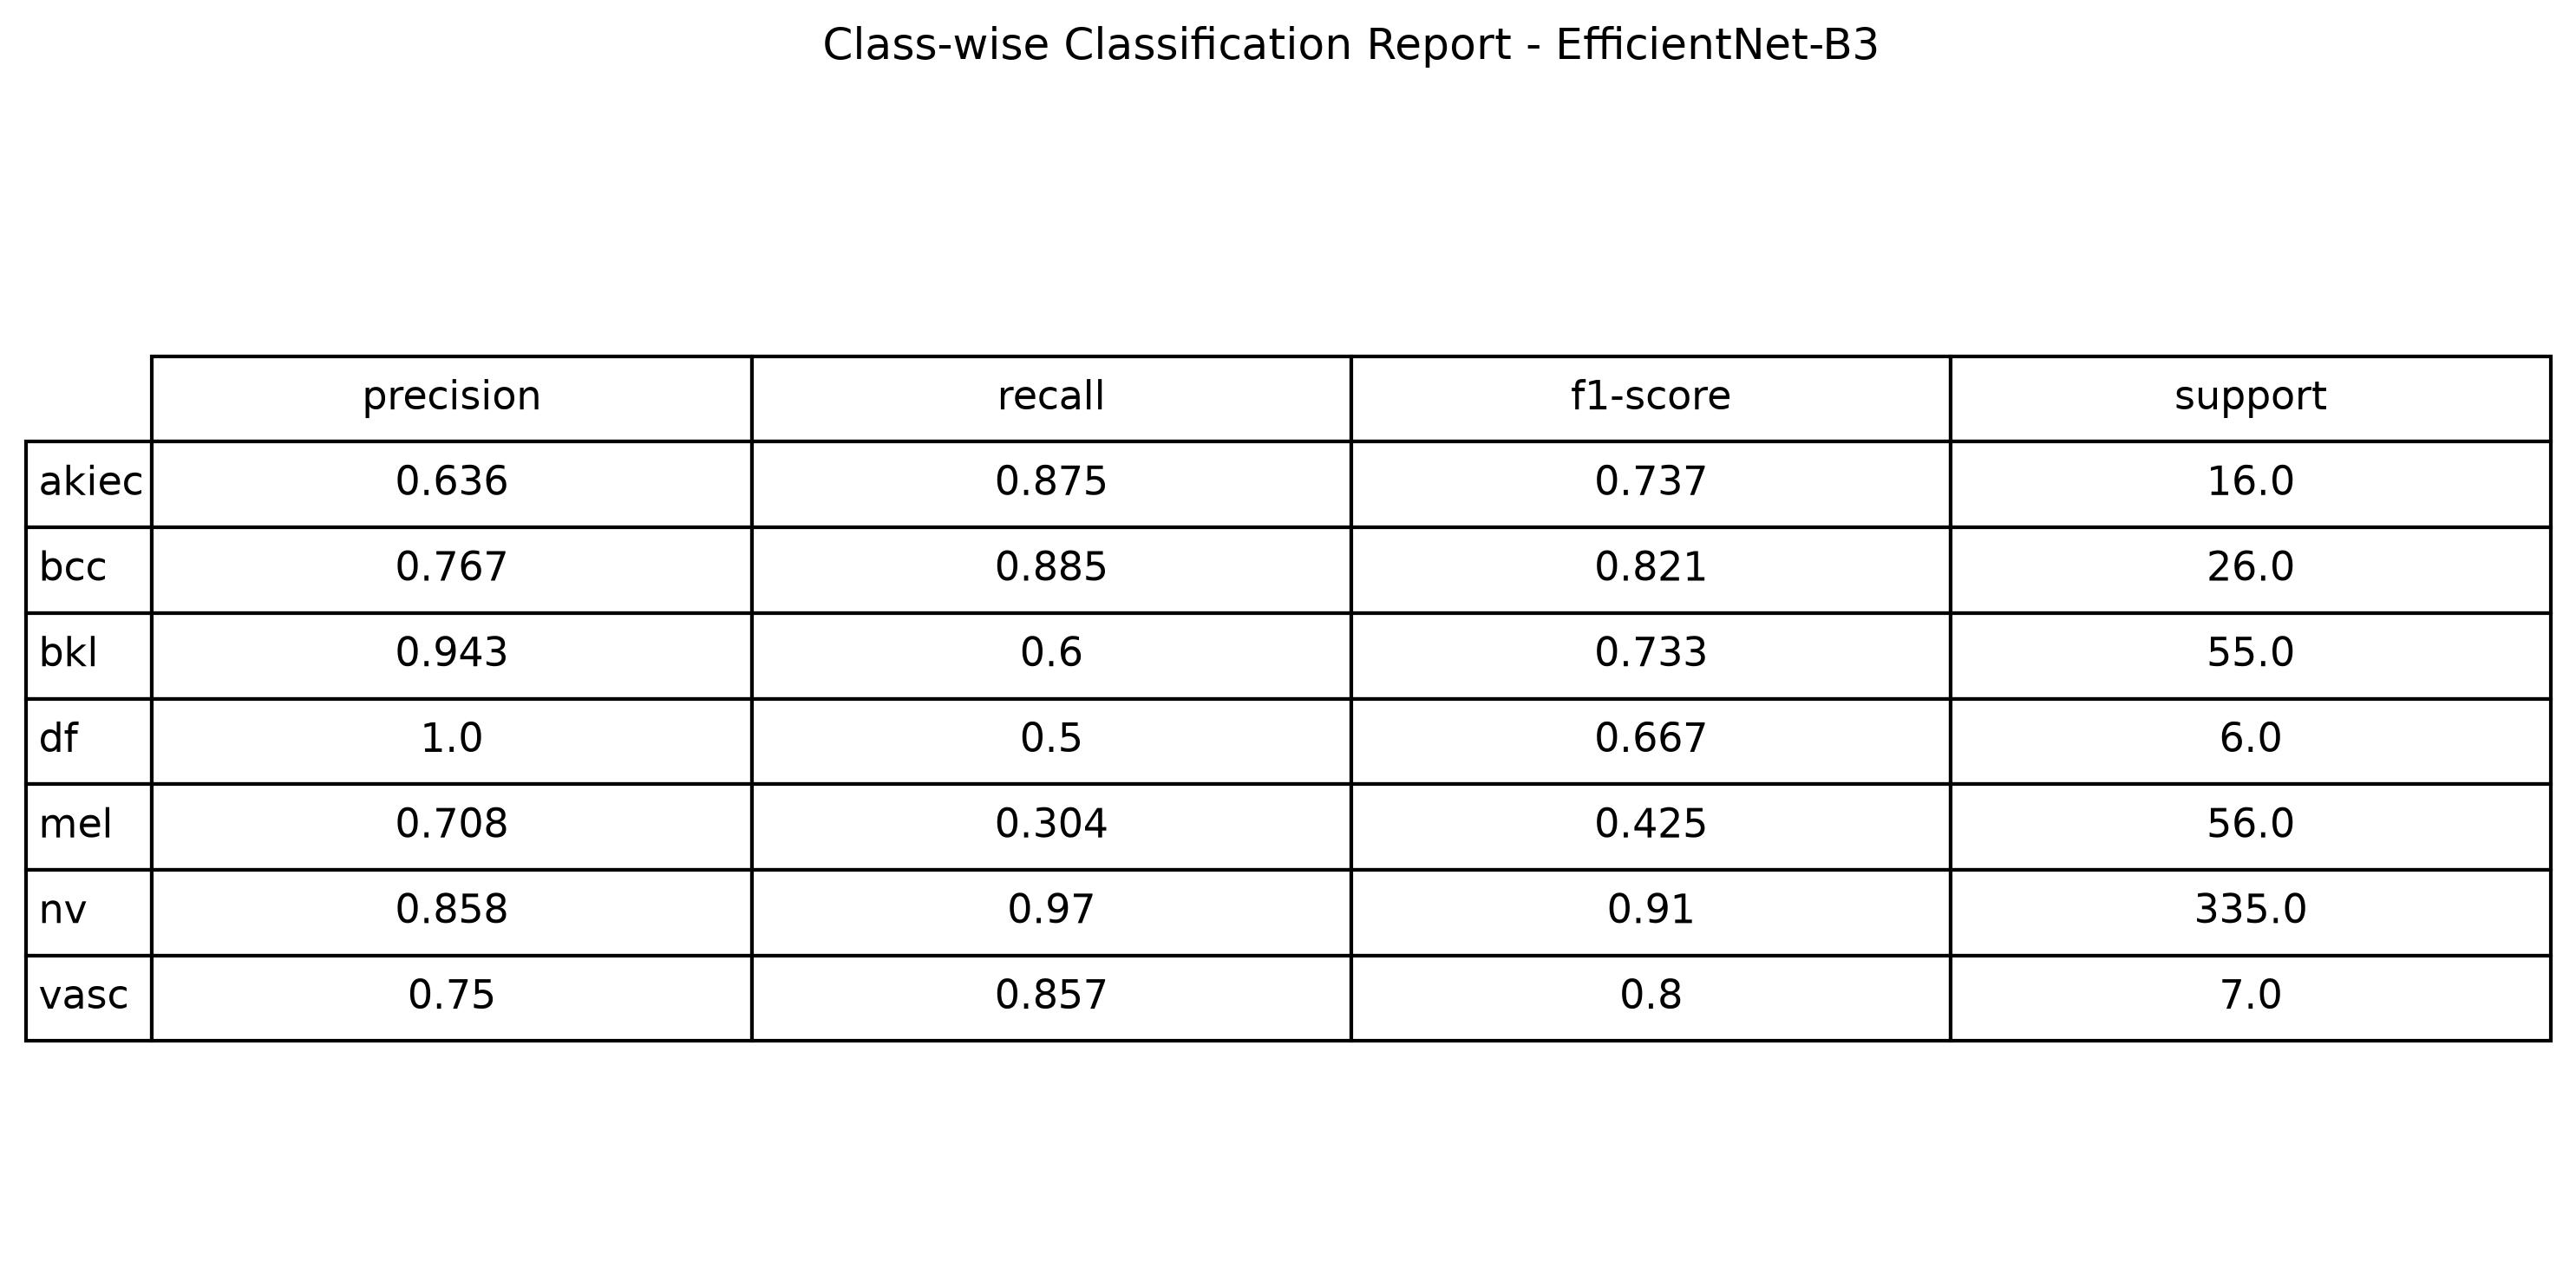 Class-wise Classification Report - EfficientNet-B3
precision recall f1-score support
akiec 0.636 0.875 0.737 16.0
bcc 0.767 0.885 0.821 26.0
bkl 0.943 0.6 0.733 55.0
df 1.0 0.5 0.667 6.0
mel 0.708 0.304 0.425 56.0
nv 0.858 0.97 0.91 335.0
vasc 0.75 0.857 0.8 7.0